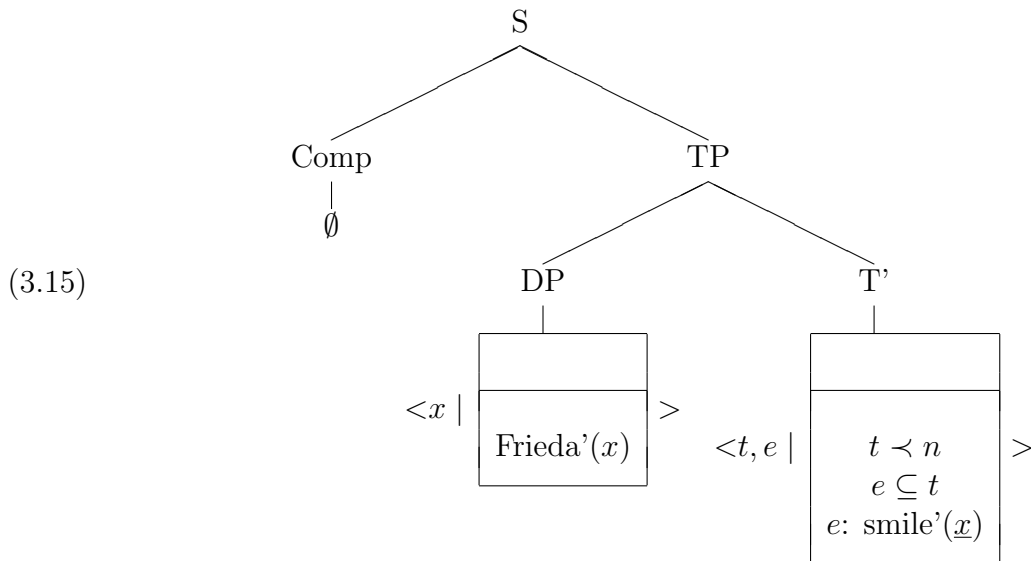 S
Comp TP
∅
(3.15) DP T’
<x | >
Frieda’(x) <t, e | t ≺ n >
e ⊆ t
e: smile’(x)